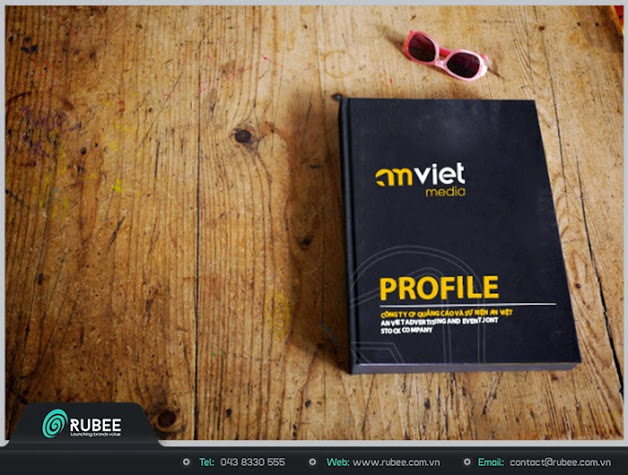 anviet
media
PROFILE
CÔNG TY CP QUẢNG CÁO VÀ SỰ KIỆN AN VIỆT
AN VIET ADVERTISING AND EVENT JONT
STOCK COMPANY
RUBEE
Launching brands value
Tel: 043 8330 555
Web: www.rubee.com.vn
Email: contact@rubee.com.vn